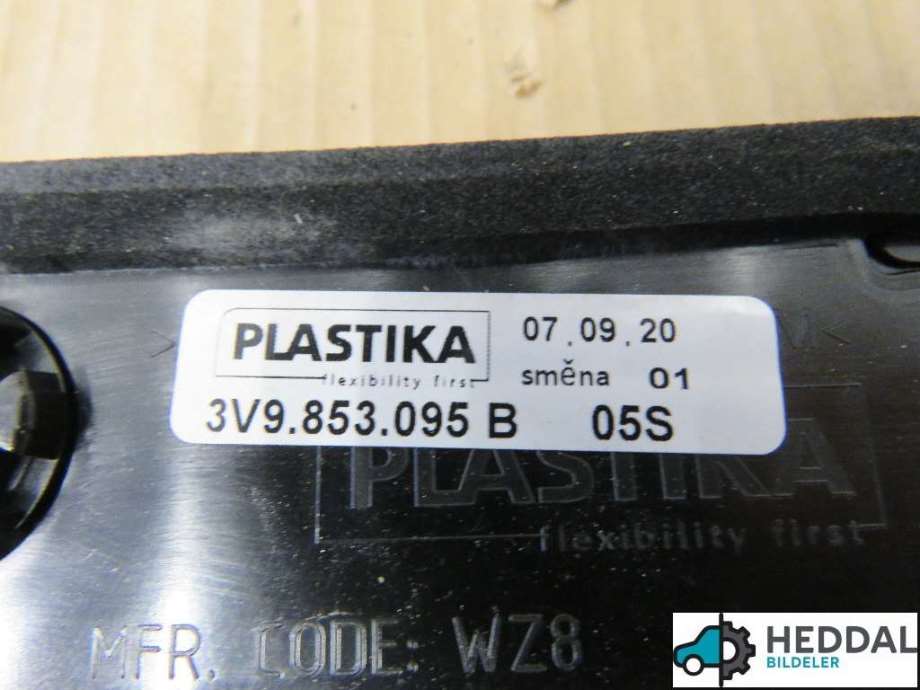 PLASTIKA
flexibility first
07.09.20
směna 01
3V9.853.095 B 05S
PLASTIKA
flexibility first
MFR. CODE: WZ8
HEDDAL
BILDELER